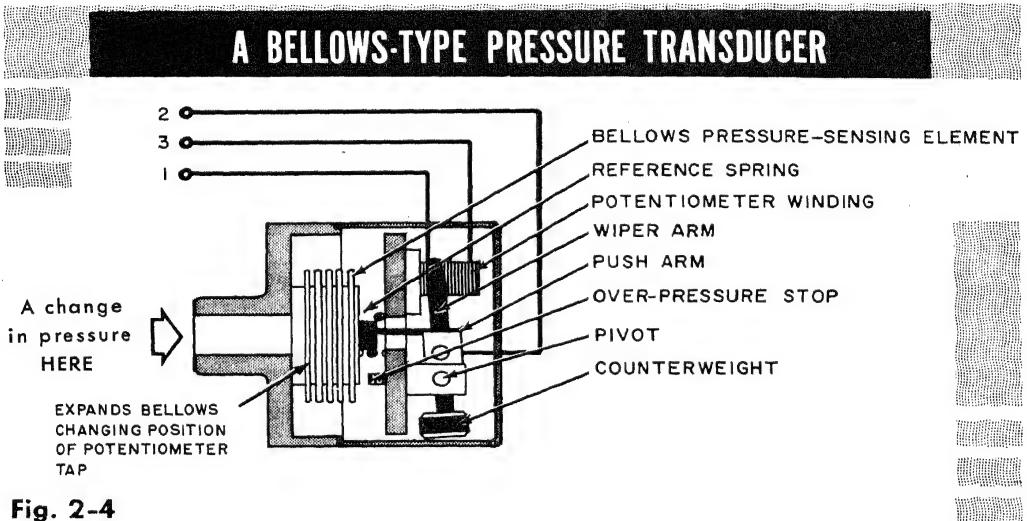 A BELLOWS-TYPE PRESSURE TRANSDUCER
2
3
1
BELLOWS PRESSURE-SENSING ELEMENT
REFERENCE SPRING
POTENTIOMETER WINDING
WIPER ARM
PUSH ARM
OVER-PRESSURE STOP
PIVOT
COUNTERWEIGHT
A change
in pressure
HERE
EXPANDS BELLOWS
CHANGING POSITION
OF POTENTIOMETER
TAP
Fig. 2-4